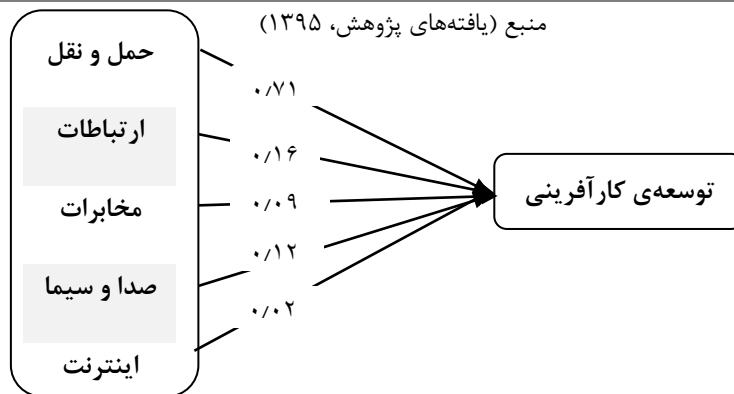 منبع (یافته‌های پژوهش، ۱۳۹۵)
حمل و نقل
۰/۷۱
ارتباطات
۰/۱۶
مخابرات
۰/۰۹
صدا و سیما
۰/۱۲
اینترنت
۰/۰۲
توسعه‌ی کارآفرینی